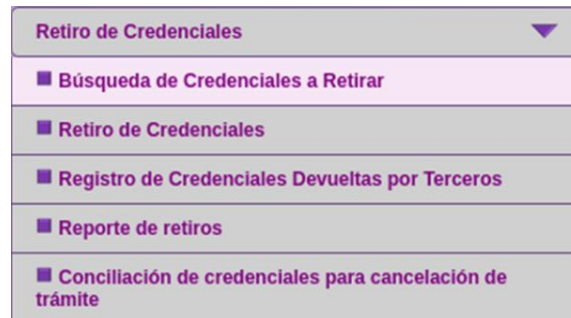 Retiro de Credenciales
Búsqueda de Credenciales a Retirar
Retiro de Credenciales
Registro de Credenciales Devueltas por Terceros
Reporte de retiros
Conciliación de credenciales para cancelación de
trámite